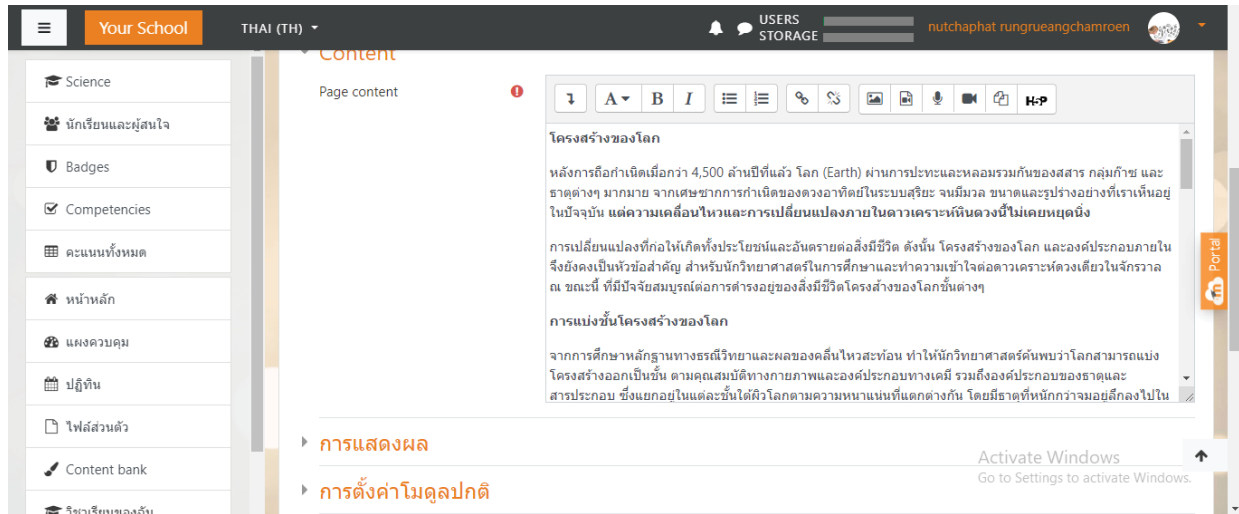 Your School
THAI (TH)
USERS
STORAGE
nutchaphat rungrueangchamroen
Science
นักเรียนและผู้สนใจ
Badges
Competencies
คะแนนทั้งหมด
หน้าหลัก
แผงควบคุม
ปฏิทิน
ไฟล์ส่วนตัว
Content bank
วิชาเรียนของฉัน
Content
Page content
A B I
H-P
โครงสร้างของโลก
หลังการถือกำเนิดเมื่อกว่า 4,500 ล้านปีที่แล้ว โลก (Earth) ผ่านการปะทะและหลอมรวมกันของสสาร กลุ่มก๊าซ และ
ธาตุต่างๆ มากมาย จากเศษซากการกำเนิดของดวงอาทิตย์ในระบบสุริยะ จนมีมวล ขนาดและรูปร่างอย่างที่เราเห็นอยู่
ในปัจจุบัน แต่ความเคลื่อนไหวและการเปลี่ยนแปลงภายในดาวเคราะห์หินดวงนี้ไม่เคยหยุดนิ่ง
การเปลี่ยนแปลงที่ก่อให้เกิดทั้งประโยชน์และอันตรายต่อสิ่งมีชีวิต ดังนั้น โครงสร้างของโลก และองค์ประกอบภายใน
จึงยังคงเป็นหัวข้อสำคัญ สำหรับนักวิทยาศาสตร์ในการศึกษาและทำความเข้าใจต่อดาวเคราะห์ดวงเดียวในจักรวาล
ณ ขณะนี้ ที่มีปัจจัยสมบูรณ์ต่อการดำรงอยู่ของสิ่งมีชีวิตโครงส้างของโลกชั้นต่างๆ
การแบ่งชั้นโครงสร้างของโลก
จากการศึกษาหลักฐานทางธรณีวิทยาและผลของคลื่นไหวสะท้อน ทำให้นักวิทยาศาสตร์ค้นพบว่าโลกสามารถแบ่ง
โครงสร้างออกเป็นชั้น ตามคุณสมบัติทางกายภาพและองค์ประกอบทางเคมี รวมถึงองค์ประกอบของธาตุและ
สารประกอบ ซึ่งแยกอยู่ในแต่ละชั้นใต้ผิวโลกตามความหนาแน่นที่แตกต่างกัน โดยมีธาตุที่หนักกว่าจมอยู่ลึกลงไปใน
Portal
การแสดงผล
การตั้งค่าโมดูลปกติ
Activate Windows
Go to Settings to activate Windows.